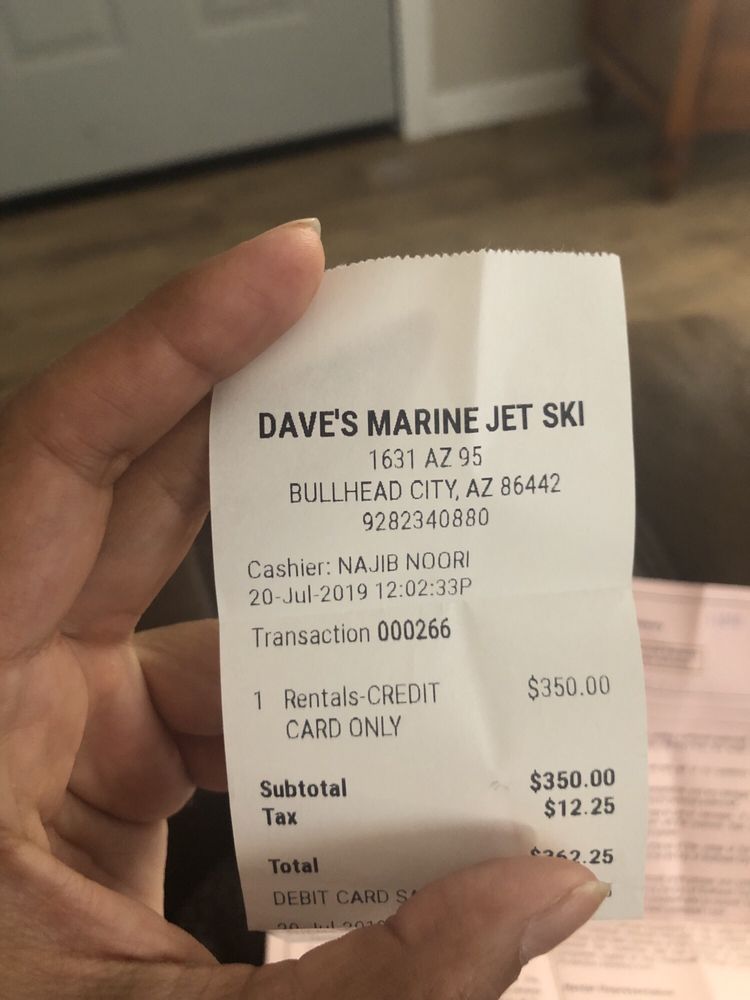 DAVE'S MARINE JET SKI
1631 AZ 95
BULLHEAD CITY, AZ 86442
9282340880
Cashier: NAJIB NOORI
20-Jul-2019 12:02:33P
Transaction 000266
1 Rentals-CREDIT $350.00
CARD ONLY
Subtotal $350.00
Tax $12.25
Total $362.25
DEBIT CARD